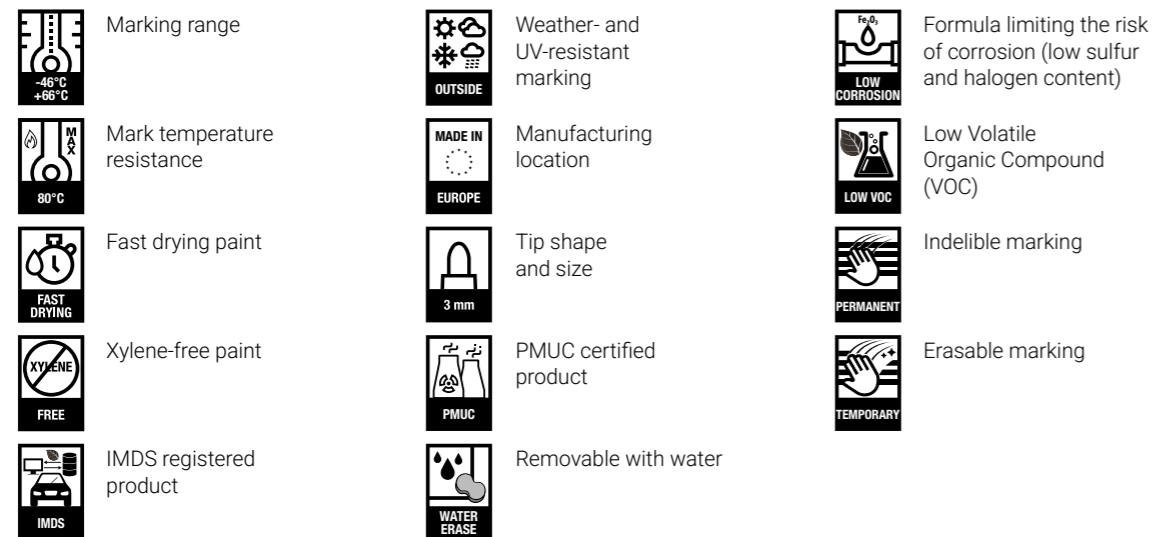 -46°C
+66°C
Marking range
MAX
80°C
Mark temperature
resistance
FAST
DRYING
Fast drying paint
XYLENE
FREE
Xylene-free paint
IMDS
IMDS registered
product
OUTSIDE
Weather- and
UV-resistant
marking
MADE IN
EUROPE
Manufacturing
location
3 mm
Tip shape
and size
PMUC
PMUC certified
product
WATER
ERASE
Removable with water
Fe₂O₃
LOW
CORROSION
Formula limiting the risk
of corrosion (low sulfur
and halogen content)
LOW VOC
Low Volatile
Organic Compound
(VOC)
PERMANENT
Indelible marking
TEMPORARY
Erasable marking